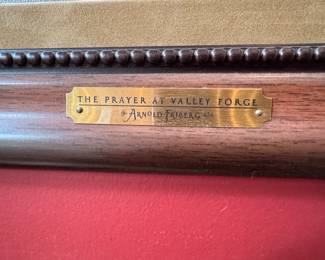 THE PRAYER AT VALLEY FORGE
ARNOLD FRIBERG